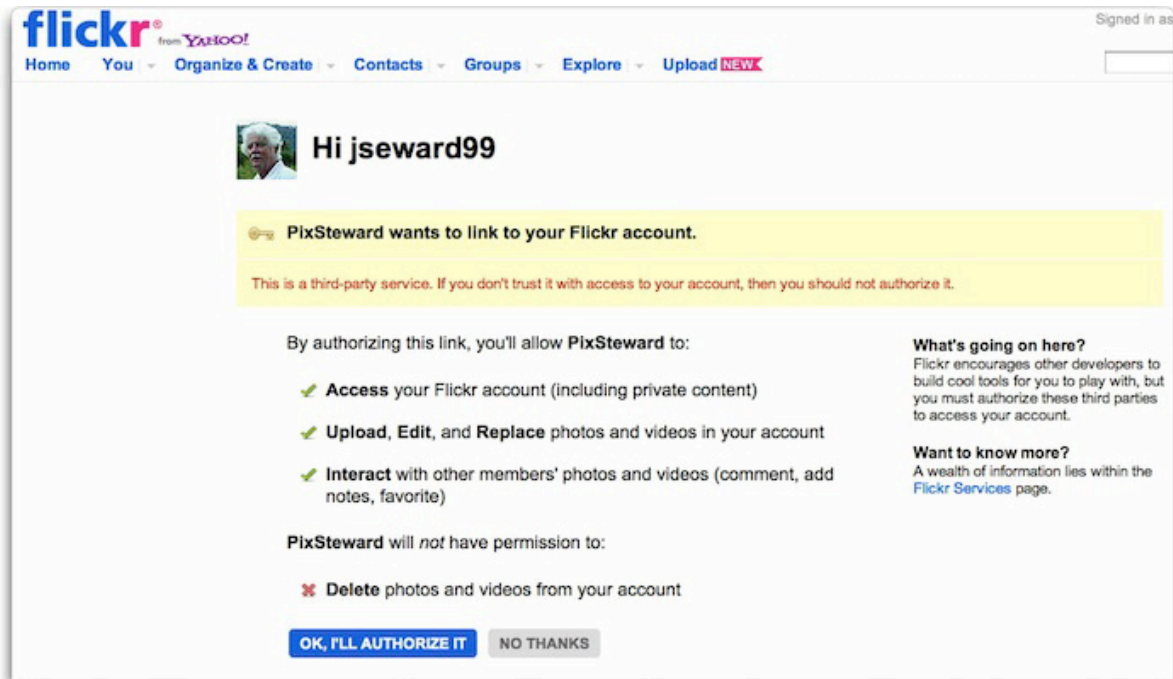 flickr® from YAHOO!
Signed in as
Home You Organize & Create Contacts Groups Explore Upload NEW
Hi jseward99
PixSteward wants to link to your Flickr account.
This is a third-party service. If you don't trust it with access to your account, then you should not authorize it.
By authorizing this link, you'll allow PixSteward to:
Access your Flickr account (including private content)
Upload, Edit, and Replace photos and videos in your account
Interact with other members' photos and videos (comment, add
notes, favorite)
PixSteward will not have permission to:
Delete photos and videos from your account
OK, I'LL AUTHORIZE IT NO THANKS
What's going on here?
Flickr encourages other developers to
build cool tools for you to play with, but
you must authorize these third parties
to access your account.
Want to know more?
A wealth of information lies within the
Flickr Services page.